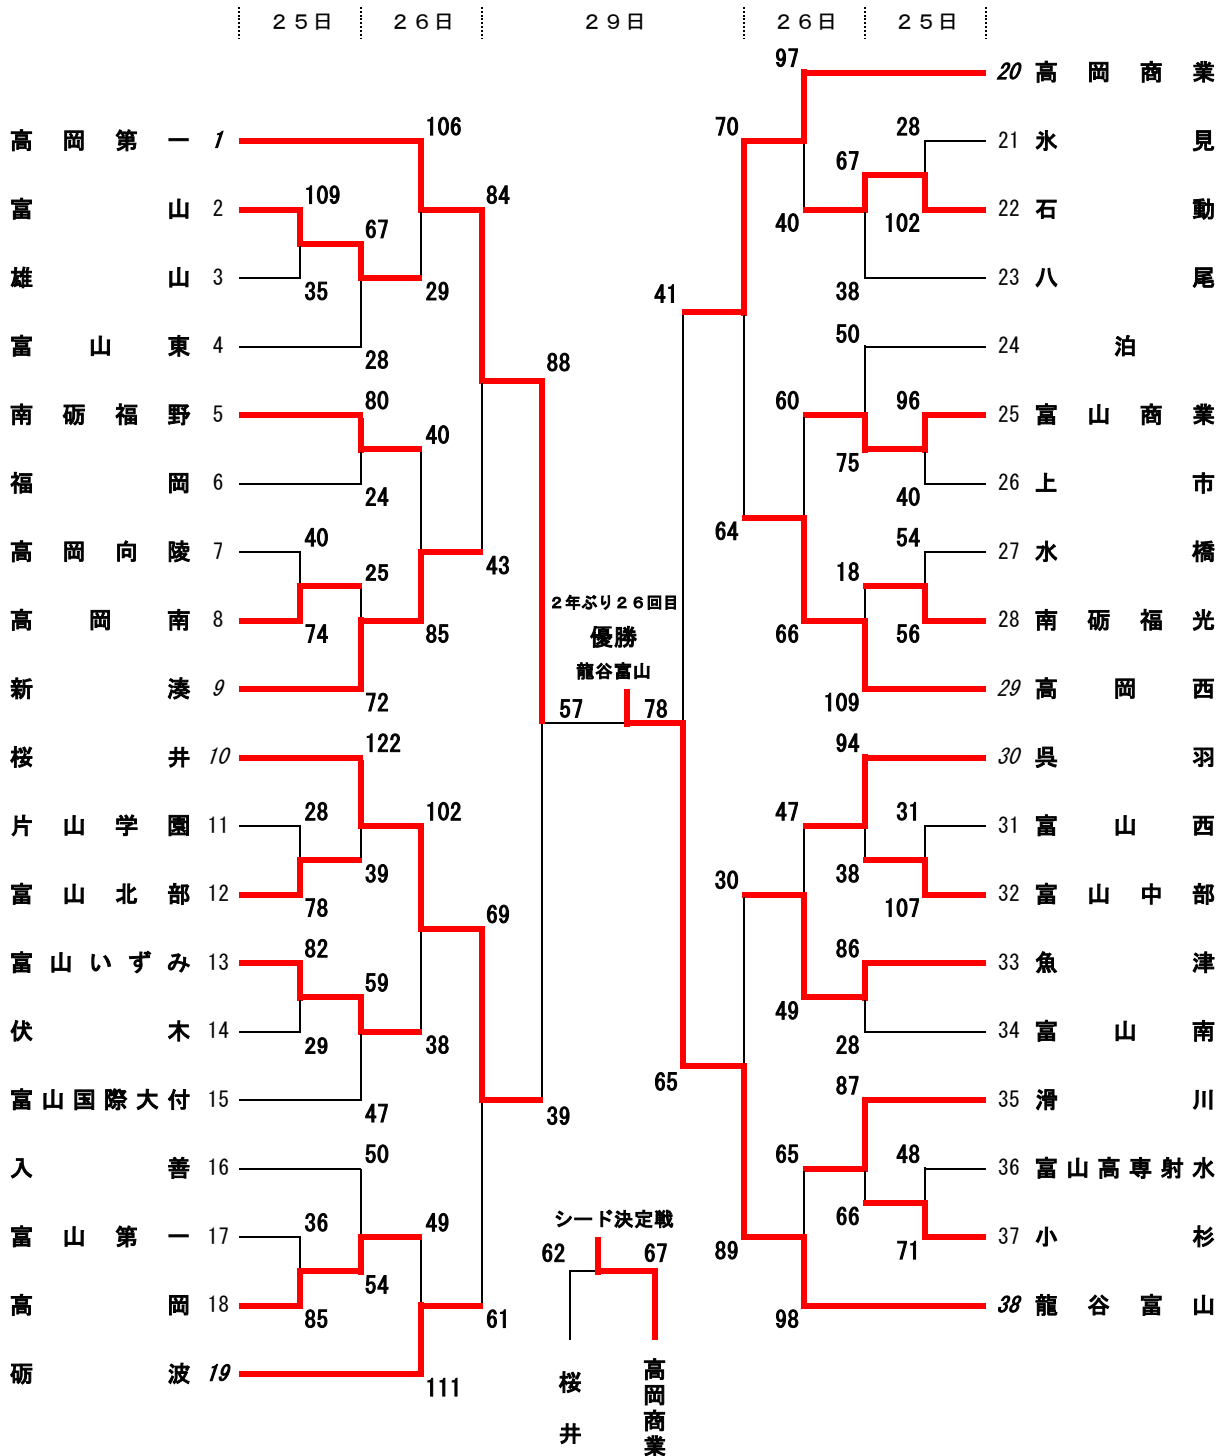 ２５日 ２６日 ２９日 ２６日 ２５日
97
20 高岡商業
106 70 28
高岡第一 1
21 氷見
67
109 84
富山 2
40 102 22 石動
67
雄山 3
23 八尾
35 29 41 38
富山東 4
50
24 泊
28 88
80 60 96
南砺福野 5
25 富山商業
40 75
福岡 6
24 40 26 上市
40 64 54
高岡向陵 7
27 水橋
25 43 18
２年ぶり２６回目
高岡南 8
74 85 優勝 66 56 28 南砺福光
龍谷富山
新湊 9
72 57 78 109 29 高岡西
122 94
桜井 10
30 呉羽
28 102 47 31
片山学園 11
31 富山西
39 38
富山北部 12
78 69 30 107 32 富山中部
82 86
富山いずみ 13
33 魚津
59 49
伏木 14
29 38 28 34 富山南
65 87
富山国際大付 15
35 滑川
47 39
50 65 48
入善 16
36 富山高専射水
36 49 シード決定戦 66
富山第一 17
62 67 89 71 37 小杉
54
高岡 18
85 61 98 38 龍谷富山
砺波 19
111
桜井
高岡商業